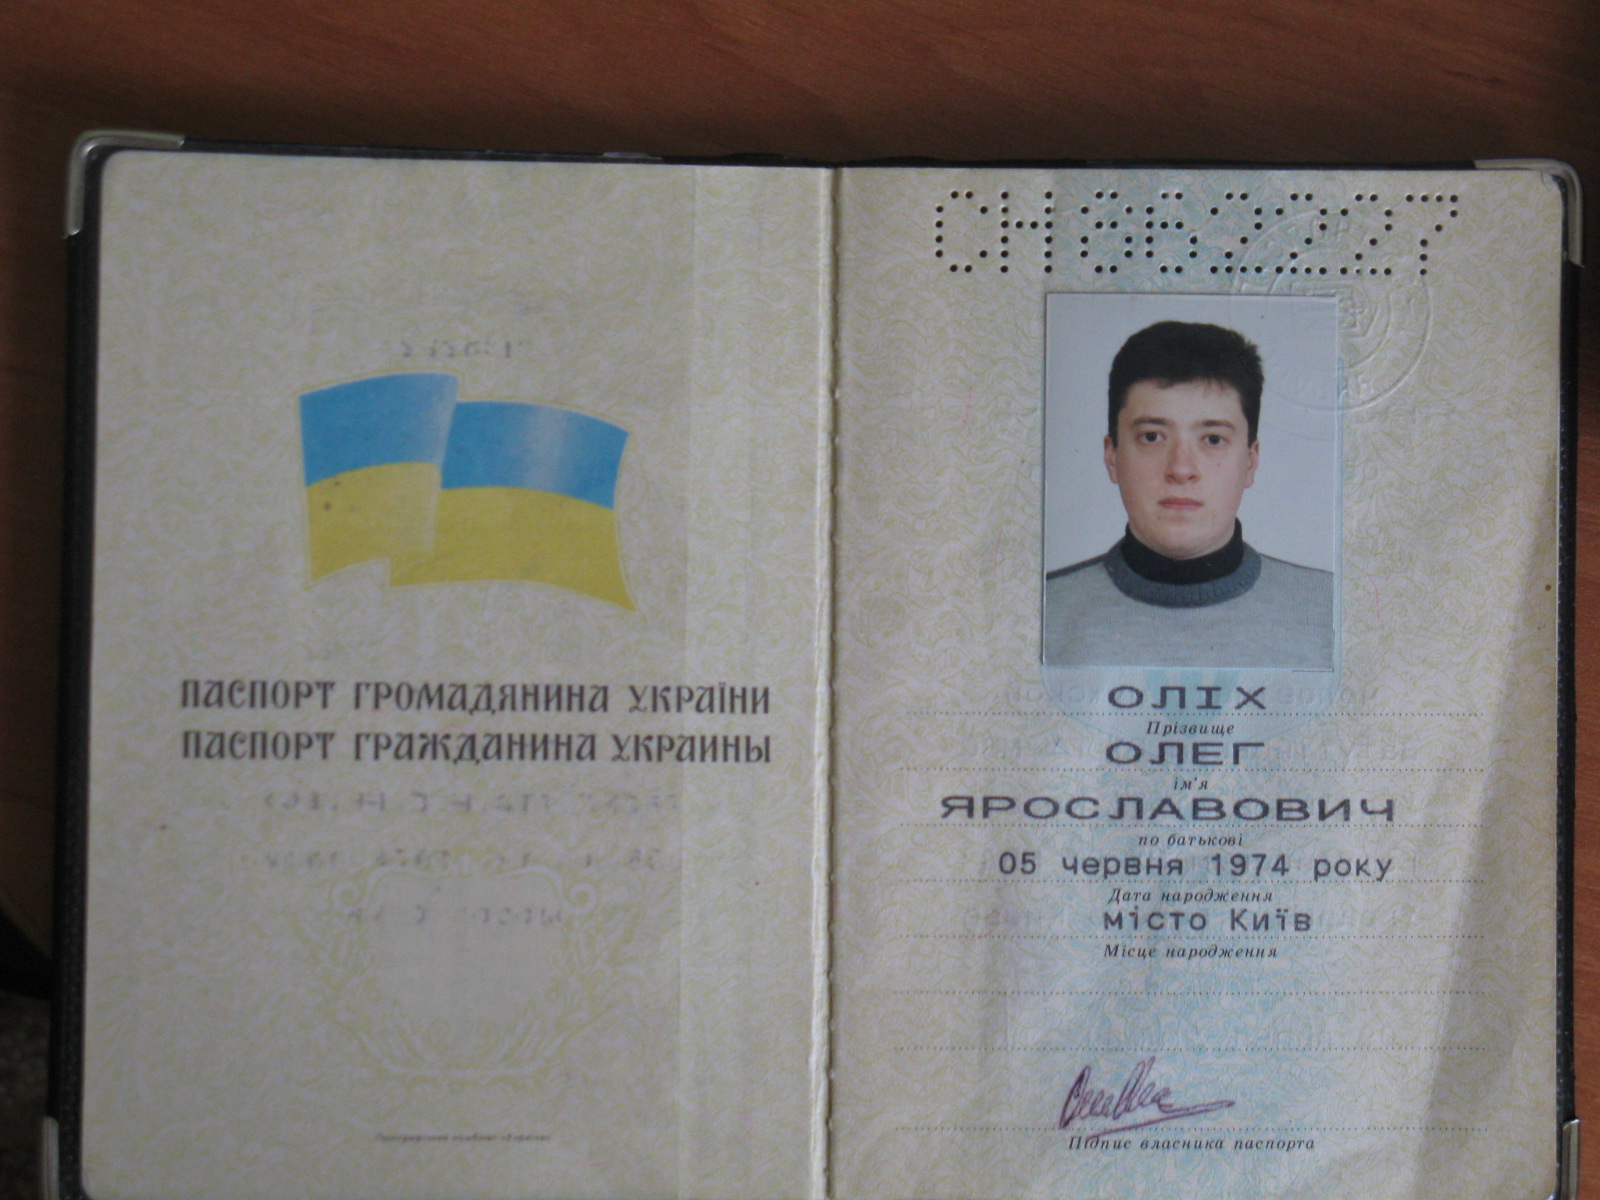 ПАСПОРТ ГРОМАДЯНИНА УКРАЇНИ
ПАСПОРТ ГРАЖДАНИНА УКРАИНЫ
СН862227
ОЛІХ
Прізвище
ОЛЕГ
ім'я
ЯРОСЛАВОВИЧ
по батькові
05 червня 1974 року
Дата народження
місто Київ
Місце народження
Підпис власника паспорта